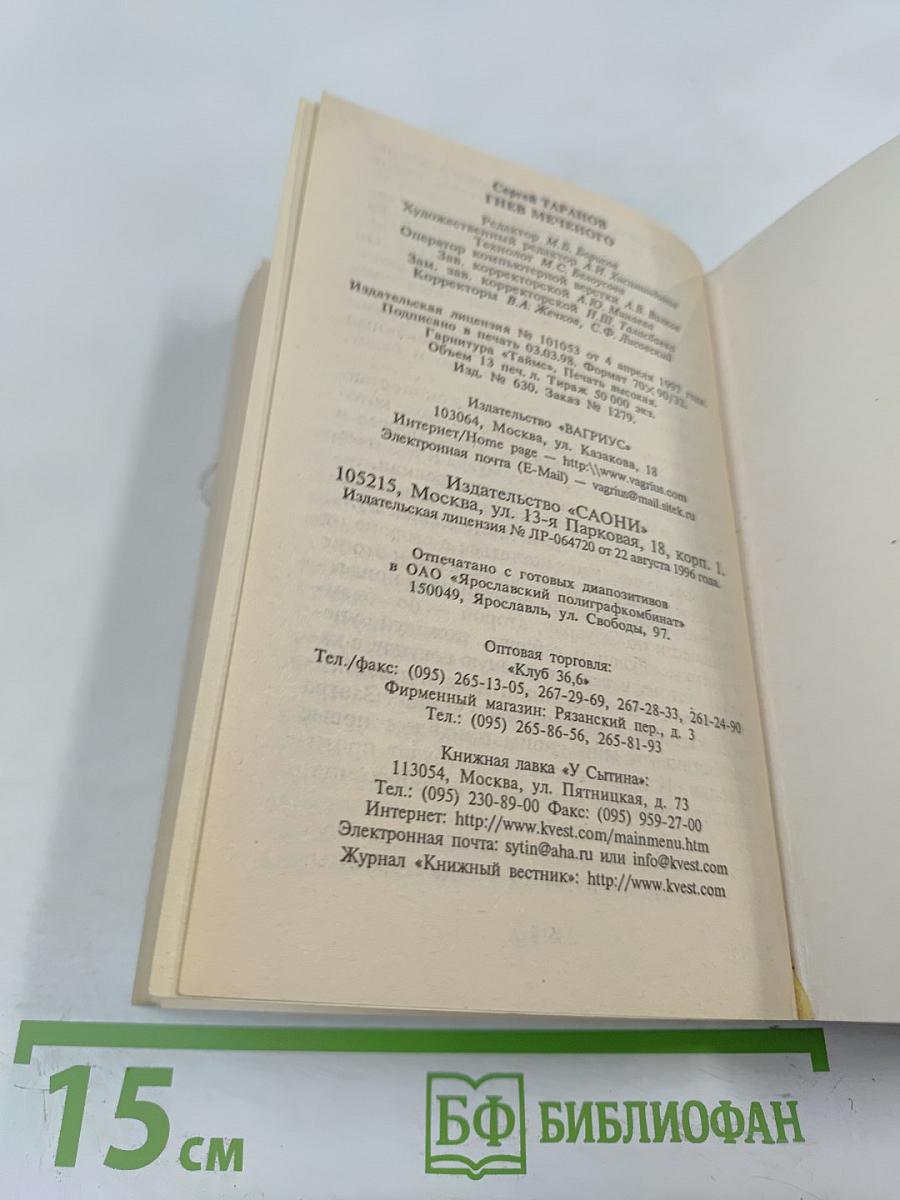 Сергей ТАРАНОВ
ГНЕВ МЕЧЕНОГО
Редактор М.Б. Борисов
Художественный редактор А.И.
Технолог М.С. Белоусова
Оператор компьютерной верстки А.В. Волков
Зав. корректорской А.Ю. Минаева
Зам. зав. корректорской Н.Ш.
Корректоры В.А. Жечков, С.Ф. Лисовский
Издательская лицензия № 101053 от 4 апреля 1997 года.
Подписано в печать 03.03.98. Формат 70×90/32.
Гарнитура «Таймс». Печать высокая.
Объем 13 печ. л. Тираж 50 000 экз.
Изд. № 630. Заказ № 1279.
Издательство «ВАГРИУС»
103064, Москва, ул. Казакова, 18
Интернет/Home page — http:\\www.vagrius.com
Электронная почта (E-Mail) — vagrius@mail.sitek.ru
Издательство «САОНИ»
105215, Москва, ул. 13-я Парковая, 18, корп. 1.
Издательская лицензия № ЛР-064720 от 22 августа 1996 года.
Отпечатано с готовых диапозитивов
в ОАО «Ярославский полиграфкомбинат»
150049, Ярославль, ул. Свободы, 97.
Оптовая торговля:
«Клуб 36,6»
Тел./факс: (095) 265-13-05, 267-29-69, 267-28-33, 261-24-90
Фирменный магазин: Рязанский пер., д. 3
Тел.: (095) 265-86-56, 265-81-93
Книжная лавка «У Сытина»:
113054, Москва, ул. Пятницкая, д. 73
Тел.: (095) 230-89-00 Факс: (095) 959-27-00
Интернет: http://www.kvest.com/mainmenu.htm
Электронная почта: sytin@aha.ru или info@kvest.com
Журнал «Книжный вестник»: http://www.kvest.com
15 см
БФ БИБЛИОФАН